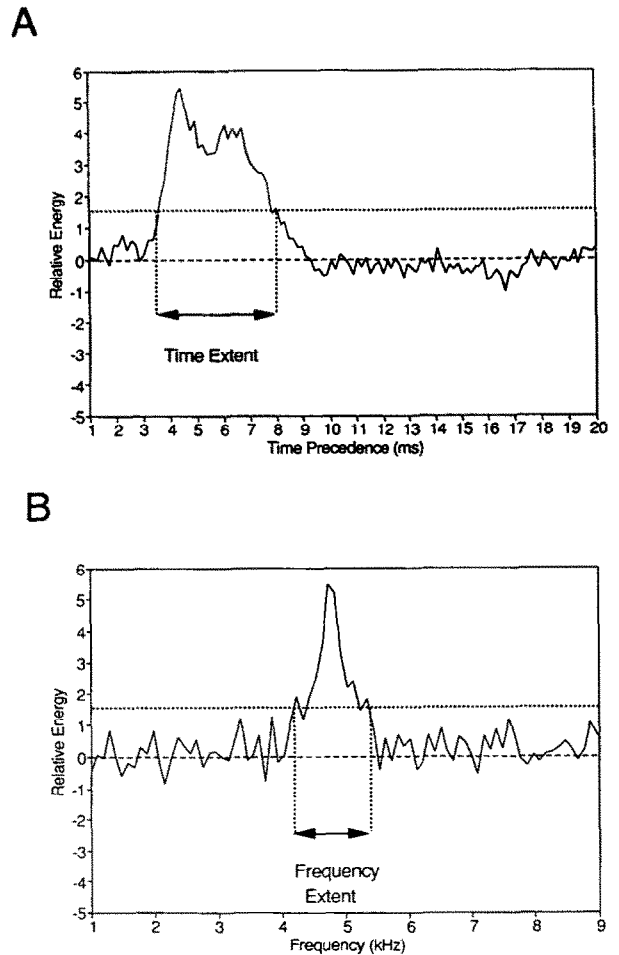 A
6
5
4
3
2
1
0
-1
-2
-3
-4
-5
Relative Energy
Time Extent
1 2 3 4 5 6 7 8 9 10 11 12 13 14 15 16 17 18 19 20
Time Precedence (ms)
B
6
5
4
3
2
1
0
-1
-2
-3
-4
-5
Relative Energy
Frequency
Extent
1 2 3 4 5 6 7 8 9
Frequency (kHz)